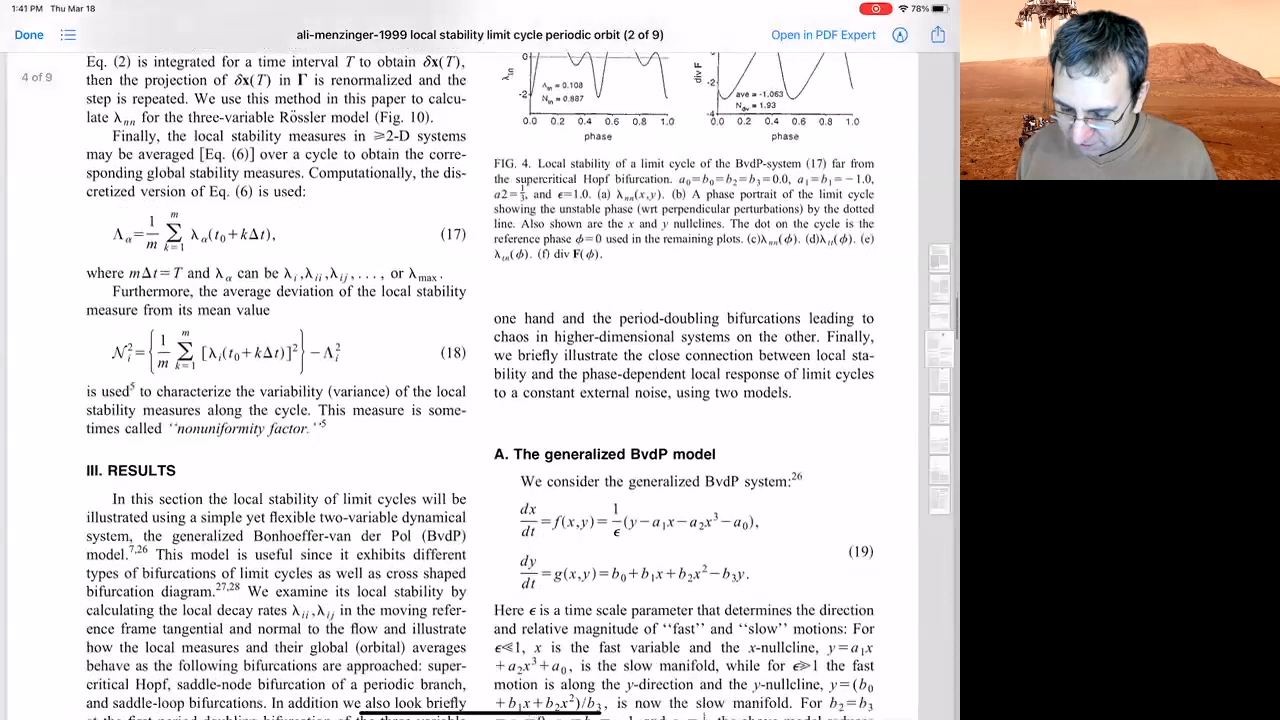 1:41 PM Thu Mar 18
78%
Done
ali-menzinger-1999 local stability limit cycle periodic orbit (2 of 9)
Open in PDF Expert
4 of 9
Eq. (2) is integrated for a time interval T to obtain δx(T),
then the projection of δx(T) in Γ is renormalized and the
step is repeated. We use this method in this paper to calcu-
late λnn for the three-variable Rössler model (Fig. 10).
Finally, the local stability measures in ≥2-D systems
may be averaged [Eq. (6)] over a cycle to obtain the corre-
sponding global stability measures. Computationally, the dis-
cretized version of Eq. (6) is used:
Λα = 1/m Σ k=1 m λα(t0+kΔt), (17)
where mΔt=T and λα can be λi,λii,λij,..., or λmax.
Furthermore, the average deviation of the local stability
measure from its mean value
𝒩i²={1/m Σ k=1 m [λi(t0+kΔt)]²}−Λi² (18)
is used5 to characterize the variability (variance) of the local
stability measures along the cycle. This measure is some-
times called ‘‘nonuniformity factor.’’5
III. RESULTS
In this section the local stability of limit cycles will be
illustrated using a simple yet flexible two-variable dynamical
system, the generalized Bonhoeffer-van der Pol (BvdP)
model.7,26 This model is useful since it exhibits different
types of bifurcations of limit cycles as well as cross shaped
bifurcation diagram.27,28 We examine its local stability by
calculating the local decay rates λii,λij in the moving refer-
ence frame tangential and normal to the flow and illustrate
how the local measures and their global (orbital) averages
behave as the following bifurcations are approached: super-
critical Hopf, saddle-node bifurcation of a periodic branch,
and saddle-loop bifurcations. In addition we also look briefly
0
λtn
-2
Λtn = 0.108
Ntn = 0.887
0.0 0.2 0.4 0.6 0.8 1.0
phase
div F
-2
-4
ave = -1.063
Ndiv = 1.93
0.0 0.2 0.4 0.6 0.8 1.0
phase
FIG. 4. Local stability of a limit cycle of the BvdP-system (17) far from
the supercritical Hopf bifurcation. a0=b0=b2=b3=0.0, a1=b1=−1.0,
a2=1/3, and ϵ=1.0. (a) λnn(x,y). (b) A phase portrait of the limit cycle
showing the unstable phase (wrt perpendicular perturbations) by the dotted
line. Also shown are the x and y nullclines. The dot on the cycle is the
reference phase ϕ=0 used in the remaining plots. (c)λnn(ϕ). (d)λtt(ϕ). (e)
λtn(ϕ). (f) div F(ϕ).
one hand and the period-doubling bifurcations leading to
chaos in higher-dimensional systems on the other. Finally,
we briefly illustrate the close connection between local sta-
bility and the phase-dependent local response of limit cycles
to a constant external noise, using two models.
A. The generalized BvdP model
We consider the generalized BvdP system:26
dx/dt=f(x,y)=1/ϵ(y−a1x−a2x³−a0),
(19)
dy/dt=g(x,y)=b0+b1x+b2x²−b3y.
Here ϵ is a time scale parameter that determines the direction
and relative magnitude of ‘‘fast’’ and ‘‘slow’’ motions: For
ϵ≪1, x is the fast variable and the x-nullcline, y=a1x
+a2x³+a0, is the slow manifold, while for ϵ≫1 the fast
motion is along the y-direction and the y-nullcline, y=(b0
+b1x+b2x²)/b3, is now the slow manifold. For b2=b3